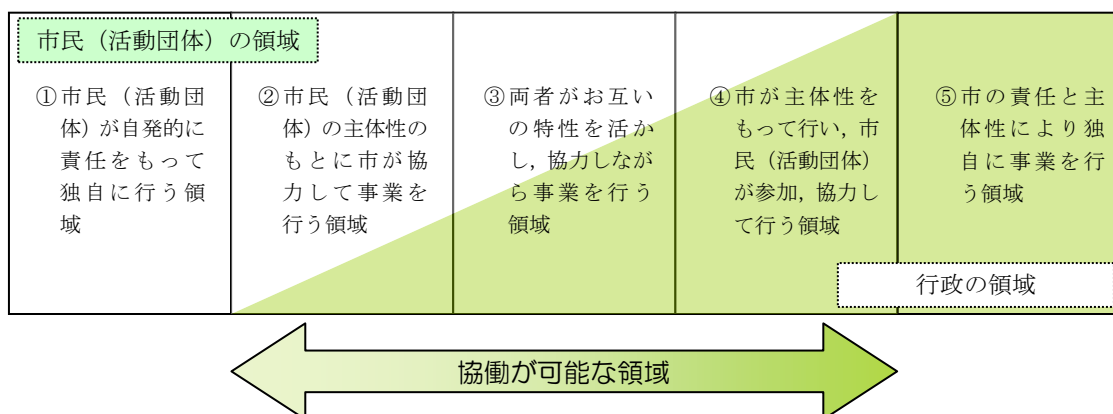 市民（活動団体）の領域
①市民（活動団
体）が自発的に
責任をもって
独自に行う領
域
②市民（活動団
体）の主体性の
もとに市が協
力して事業を
行う領域
③両者がお互い
の特性を活か
し，協力しなが
ら事業を行う
領域
④市が主体性を
もって行い，市
民（活動団体）
が参加，協力し
て行う領域
⑤市の責任と主
体性により独
自に事業を行
う領域
行政の領域
協働が可能な領域